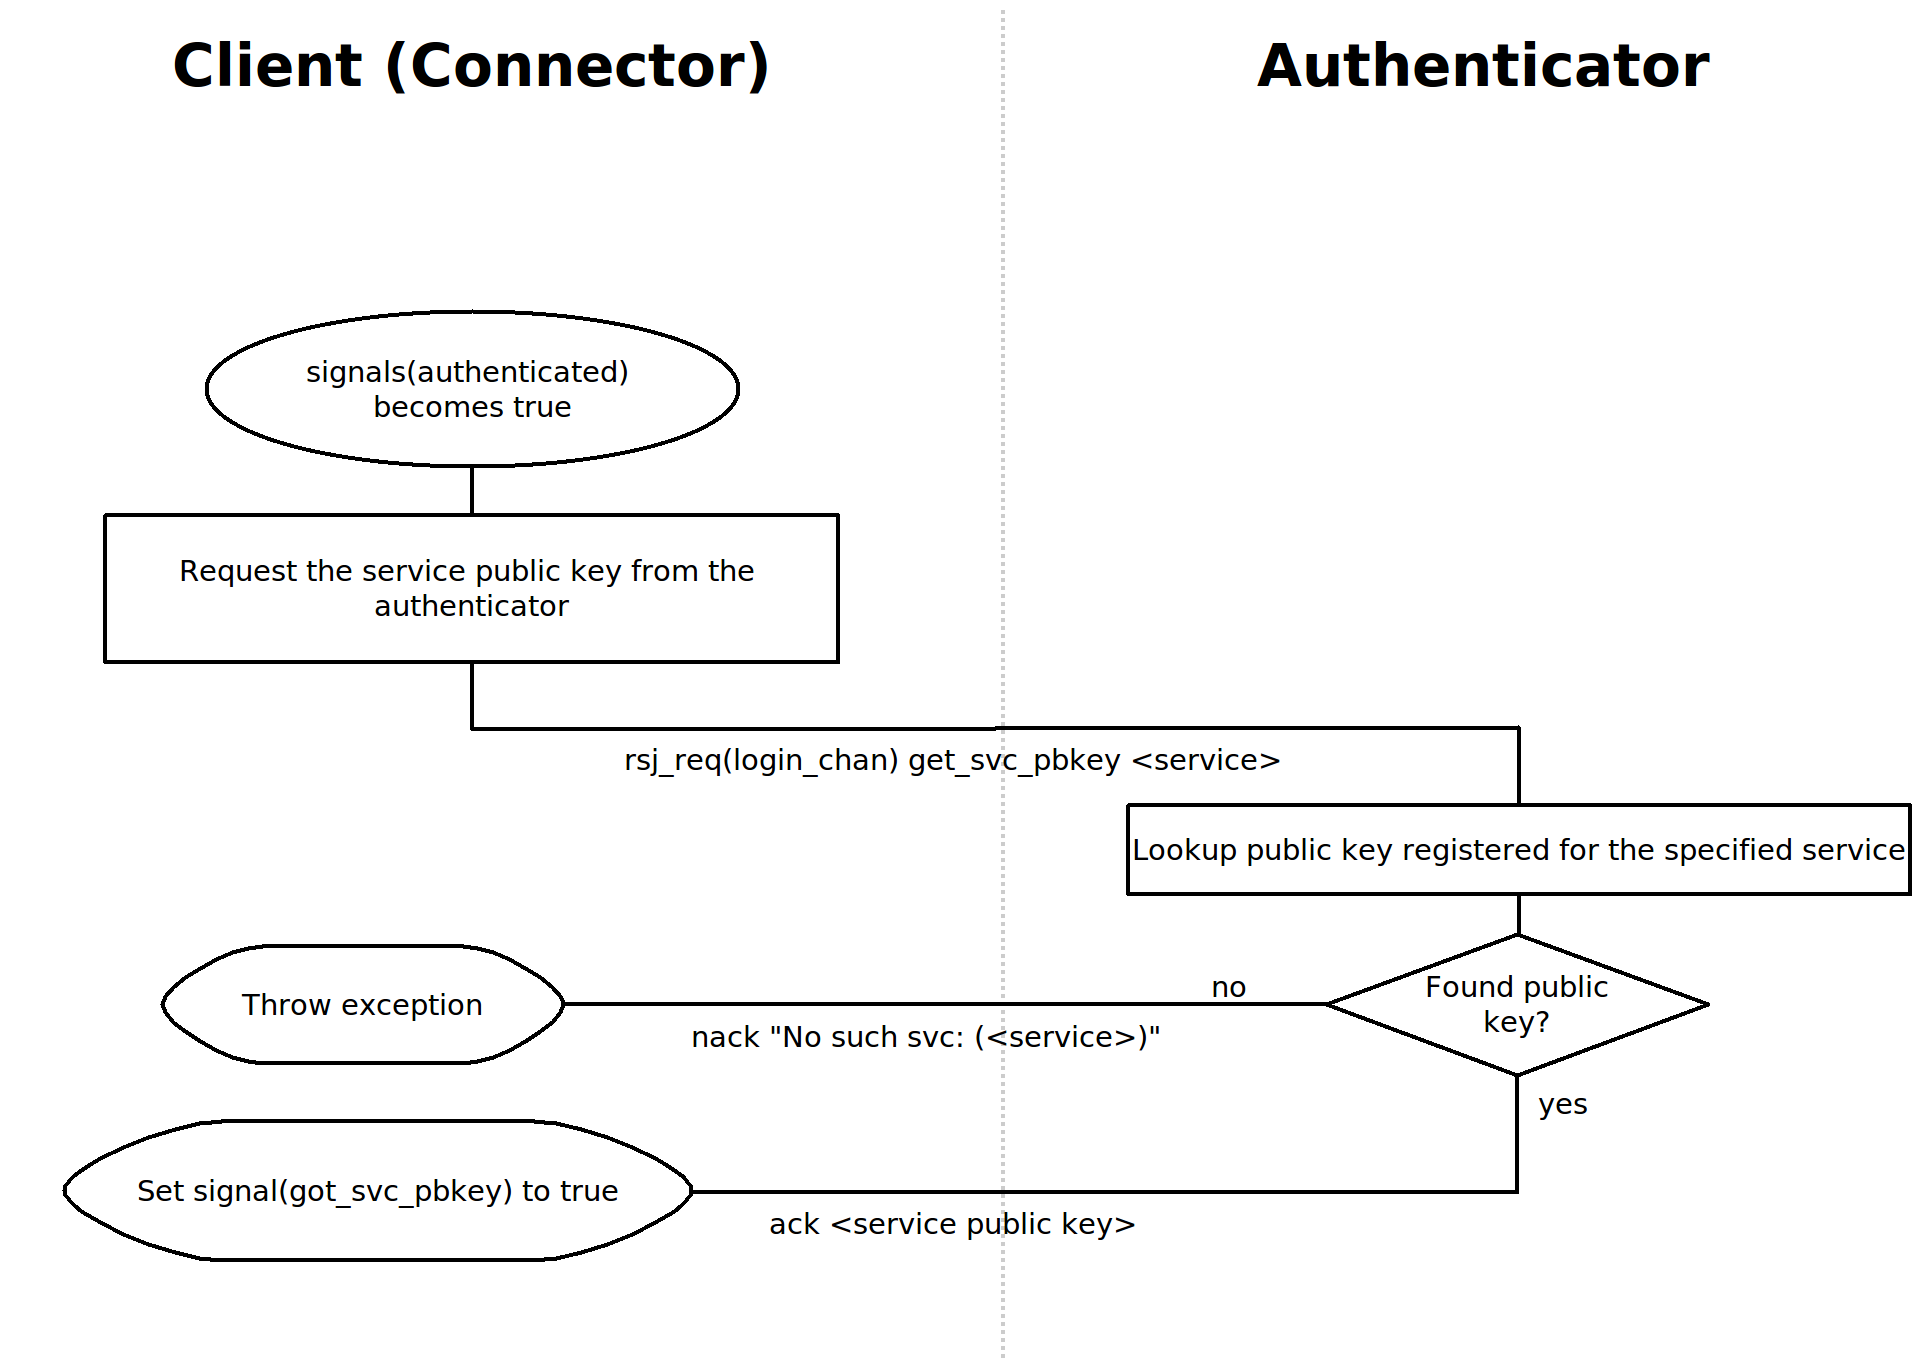 Client (Connector)
Authenticator
signals(authenticated)
becomes true
Request the service public key from the
authenticator
rsj_req(login_chan) get_svc_pbkey <service>
Lookup public key registered for the specified service
Found public
key?
no
Throw exception
nack "No such svc: (<service>)"
yes
Set signal(got_svc_pbkey) to true
ack <service public key>